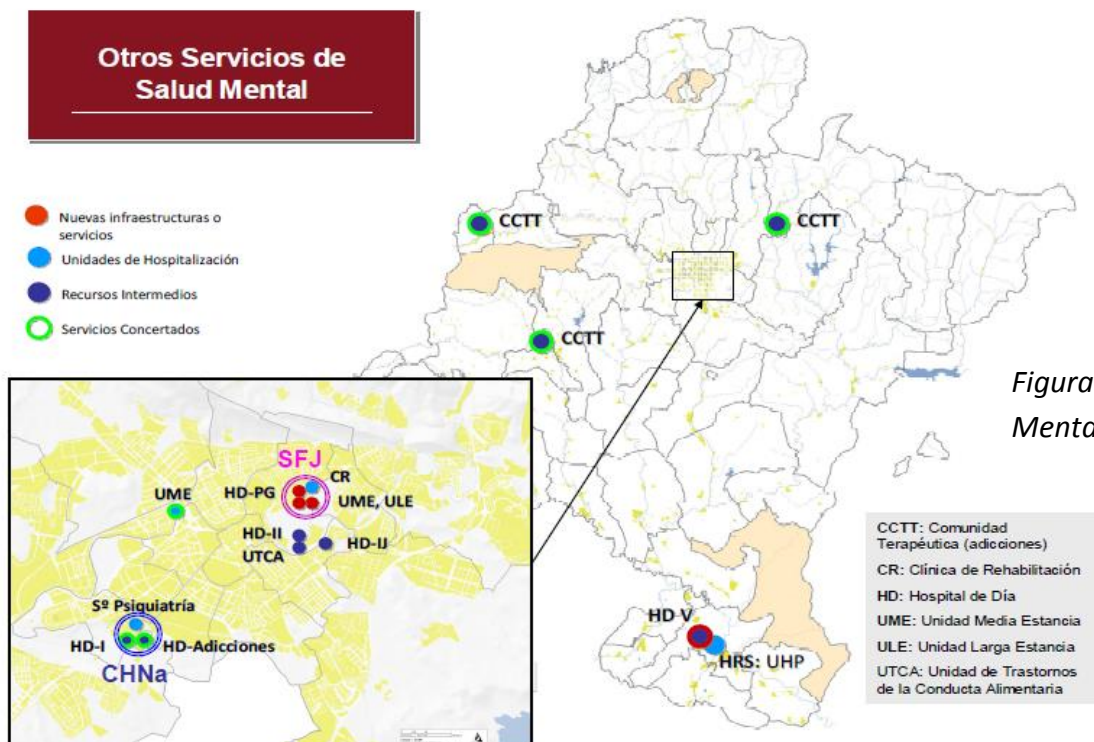 Otros Servicios de
Salud Mental
Nuevas infraestructuras o
servicios
Unidades de Hospitalización
Recursos Intermedios
Servicios Concertados
CCTT
CCTT
CCTT
SFJ
CR
UME
HD-PG
UME, ULE
HD-II
HD-IJ
UTCA
Sº Psiquiatría
HD-I
HD-Adicciones
CHNa
HD V
HRS: UHP
Figura
Menta
CCTT: Comunidad
Terapéutica (adicciones)
CR: Clínica de Rehabilitación
HD: Hospital de Día
UME: Unidad Media Estancia
ULE: Unidad Larga Estancia
UTCA: Unidad de Trastornos
de la Conducta Alimentaria